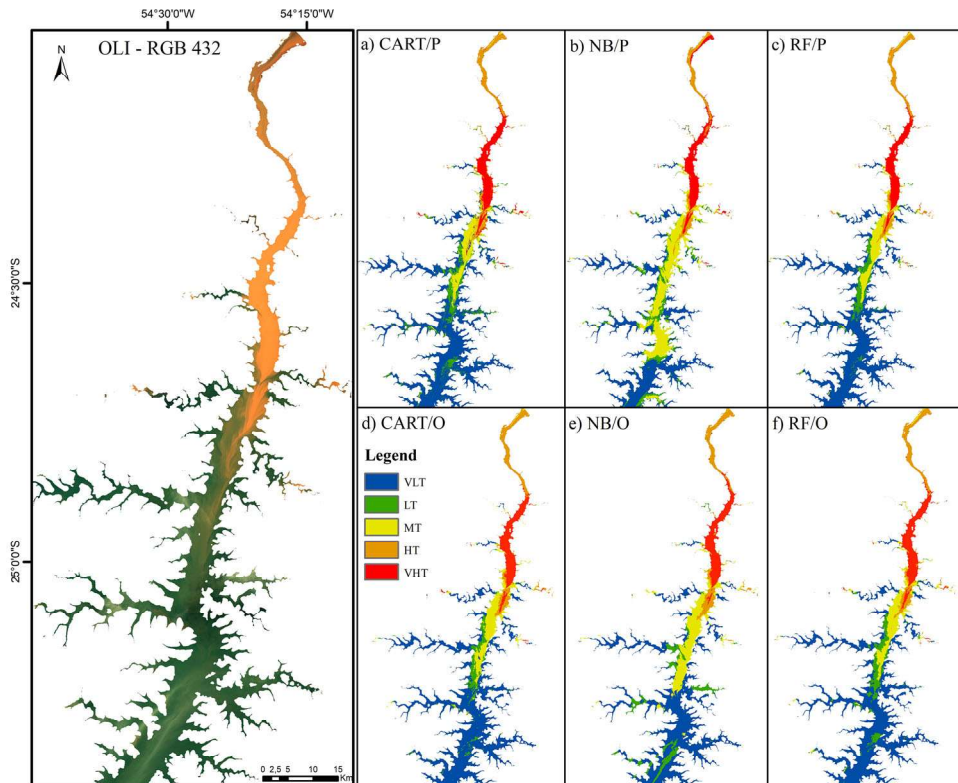 54°30'0"W
54°15'0"W
N
OLI - RGB 432
a) CART/P
b) NB/P
c) RF/P
24°30'0"S
25°0'0"S
d) CART/O
e) NB/O
f) RF/O
Legend
VLT
LT
MT
HT
VHT
0 2,5 5 10 15
Km